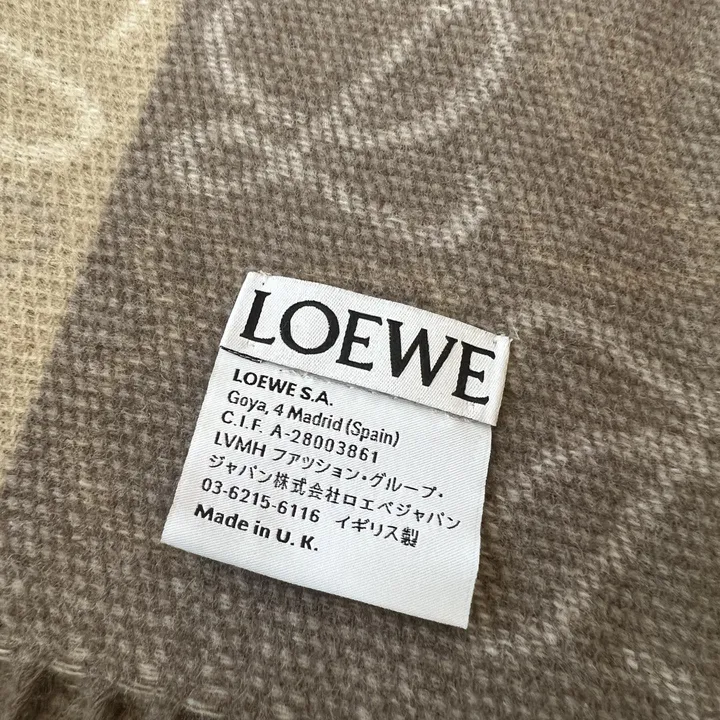 LOEWE
LOEWE S.A.
Goya, 4 Madrid (Spain)
C.I.F. A-28003861
LVMH ファツション・グループ・
ジャパン株式会社ロエベジャパン
03-6215-6116 イギリス製
Made in U. K.